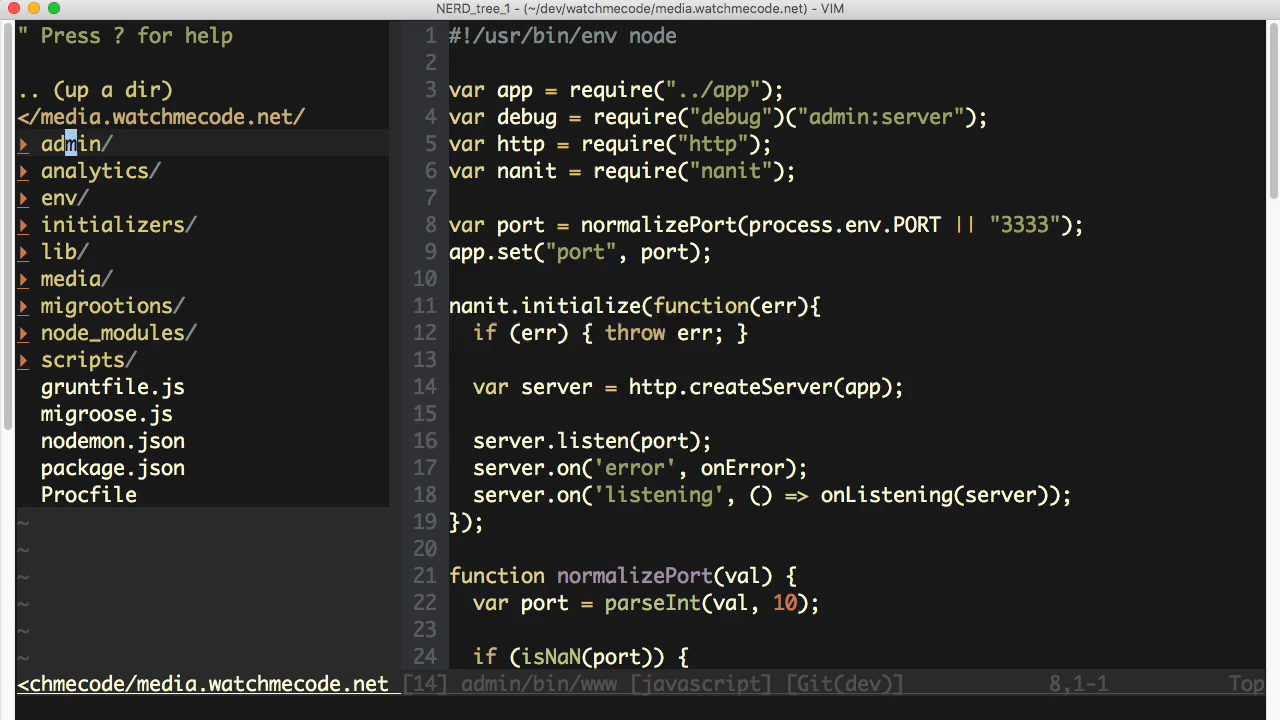 NERD_tree_1 - (~/dev/watchmecode/media.watchmecode.net) - VIM
" Press ? for help
.. (up a dir)
</media.watchmecode.net/
▸ admin/
▸ analytics/
▸ env/
▸ initializers/
▸ lib/
▸ media/
▸ migrootions/
▸ node_modules/
▸ scripts/
gruntfile.js
migroose.js
nodemon.json
package.json
Procfile
~
~
~
~
~
~
<chmecode/media.watchmecode.net
1 #!/usr/bin/env node
2
3 var app = require("../app");
4 var debug = require("debug")("admin:server");
5 var http = require("http");
6 var nanit = require("nanit");
7
8 var port = normalizePort(process.env.PORT || "3333");
9 app.set("port", port);
10
11 nanit.initialize(function(err){
12   if (err) { throw err; }
13
14   var server = http.createServer(app);
15
16   server.listen(port);
17   server.on('error', onError);
18   server.on('listening', () => onListening(server));
19 });
20
21 function normalizePort(val) {
22   var port = parseInt(val, 10);
23
24   if (isNaN(port)) {
[14] admin/bin/www [javascript] [Git(dev)] 8,1-1 Top